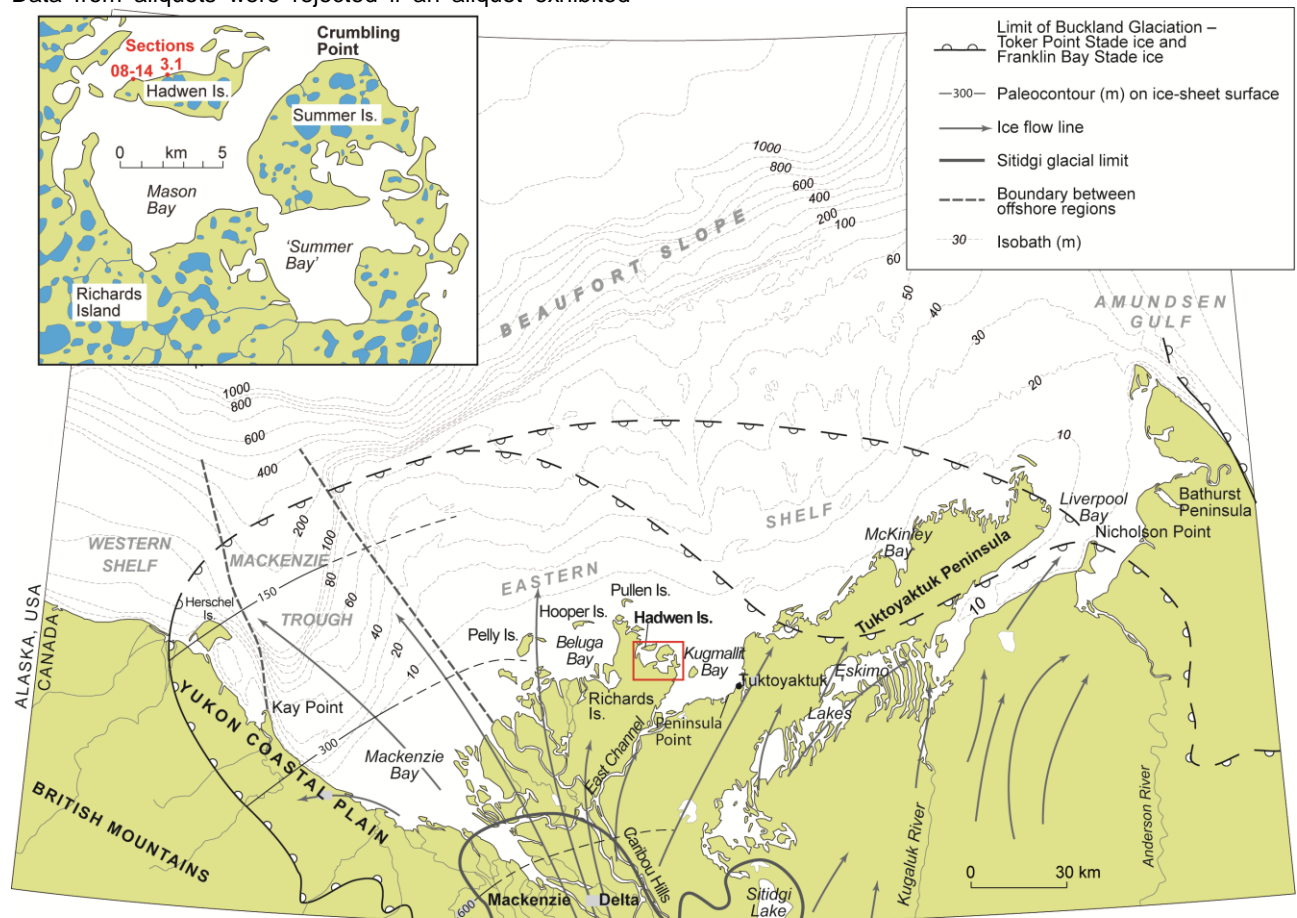 Data from aliquots were rejected if an aliquot exhibited
Sections
08-14
3.1
Hadwen Is.
Crumbling
Point
Summer Is.
0 km 5
Mason
Bay
'Summer
Bay'
Richards
Island
Limit of Buckland Glaciation –
Toker Point Stade ice and
Franklin Bay Stade ice
300
Paleocontour (m) on ice-sheet surface
Ice flow line
Sitidgi glacial limit
Boundary between
offshore regions
30
Isobath (m)
1000
800
600
400
200
100
60
50
40
30
20
10
BEAUFORT SLOPE
AMUNDSEN
GULF
1000
800
600
400
200
100
80
60
40
20
10
WESTERN
SHELF
MACKENZIE
TROUGH
150
EASTERN
SHELF
Herschel
Is.
Pelly Is.
Hooper Is.
Pullen Is.
Beluga
Bay
Hadwen Is.
Kugmallit
Bay
McKinley
Bay
Tuktoyaktuk Peninsula
Liverpool
Bay
Nicholson Point
Bathurst
Peninsula
10
ALASKA, USA
CANADA
Kay Point
YUKON COASTAL PLAIN
BRITISH MOUNTAINS
300
Mackenzie
Bay
Richards
Is.
East Channel
Peninsula
Point
Tuktoyaktuk
Eskimo
Lakes
Caribou Hills
600
Mackenzie Delta
Sitidgi
Lake
Kugaluk River
Anderson River
0 30 km